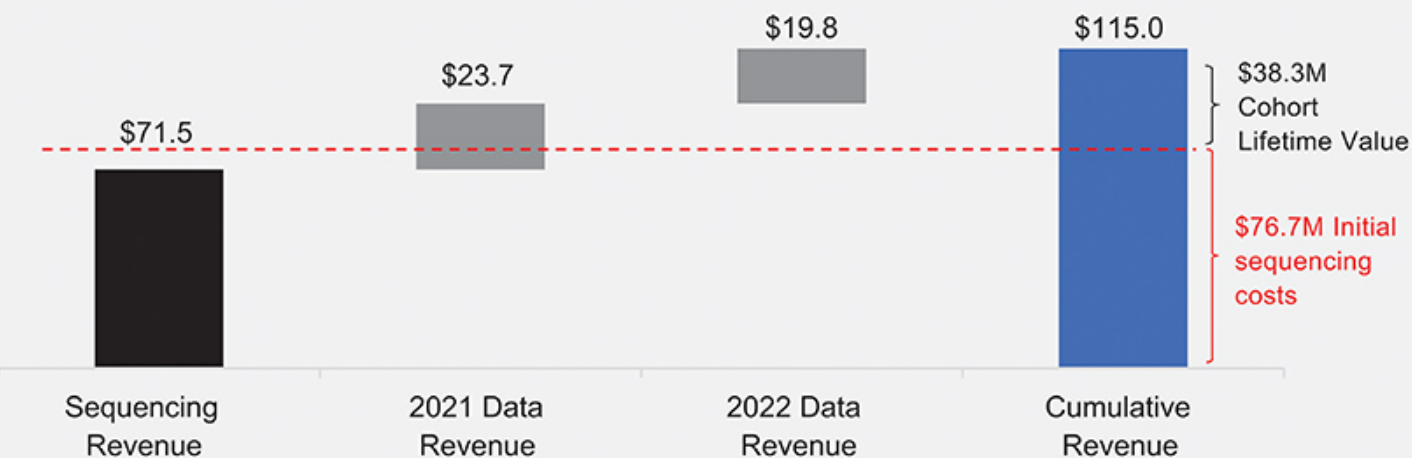 $71.5
$23.7
$19.8
$115.0
$38.3M
Cohort
Lifetime Value
$76.7M Initial
sequencing
costs
Sequencing
Revenue
2021 Data
Revenue
2022 Data
Revenue
Cumulative
Revenue